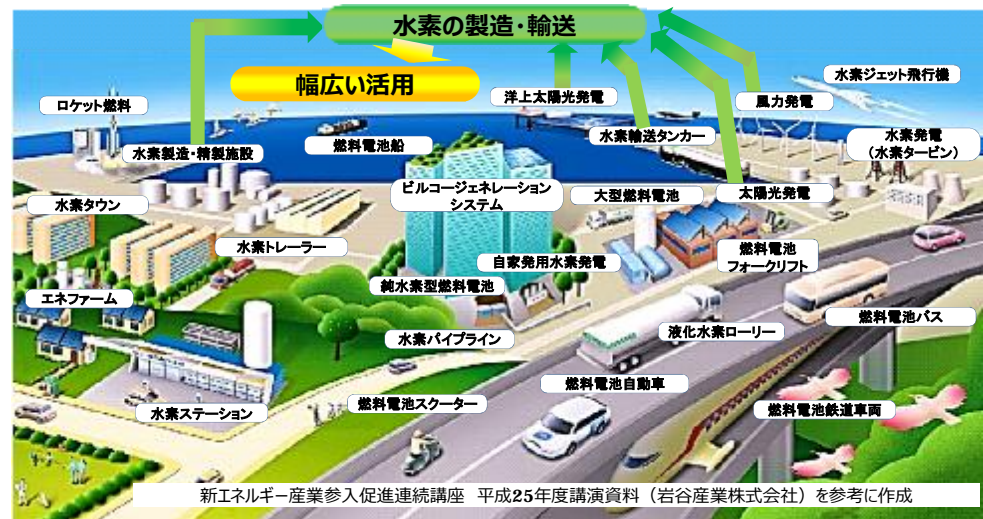 水素の製造・輸送
幅広い活用
ロケット燃料
水素製造・精製施設
燃料電池船
洋上太陽光発電
水素輸送タンカー
風力発電
水素ジェット飛行機
水素発電
（水素タービン）
水素タウン
水素トレーラー
ビルコージェネレーション
システム
大型燃料電池
太陽光発電
燃料電池
フォークリフト
自家発用水素発電
純水素型燃料電池
エネファーム
水素パイプライン
液化水素ローリー
燃料電池バス
水素ステーション
燃料電池スクーター
燃料電池自動車
燃料電池鉄道車両
新エネルギー産業参入促進連続講座 平成25年度講演資料（岩谷産業株式会社）を参考に作成